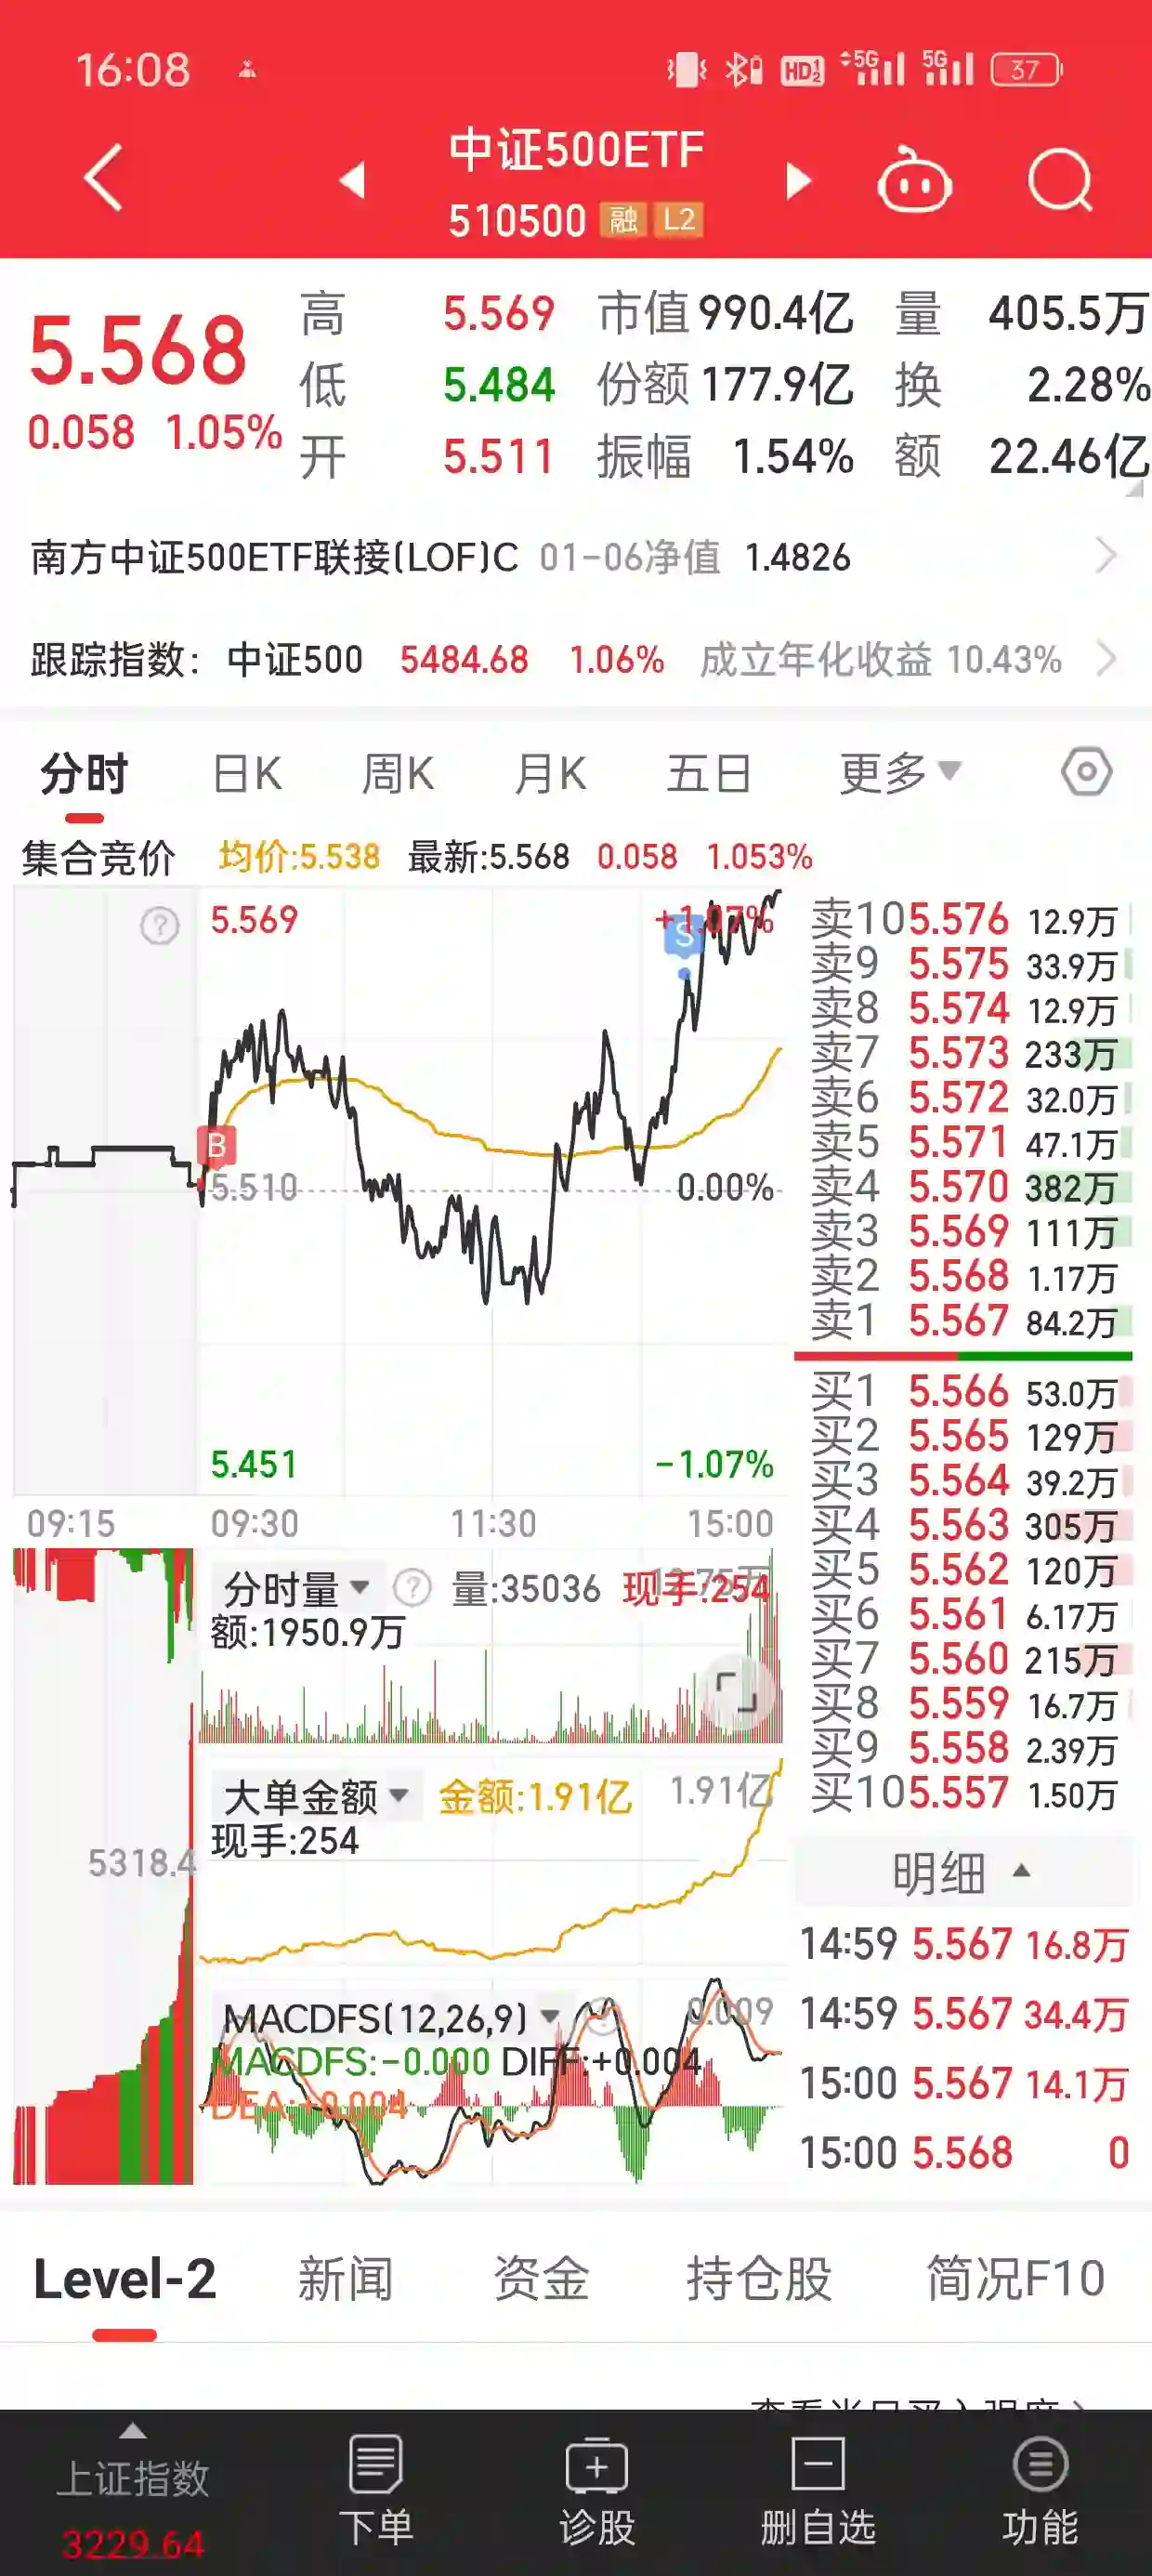 16:08 HD 1 2 5G 5G 37
中证500ETF
510500 融 L2
5.568
0.058 1.05%
高 5.569 市值 990.4亿 量 405.5万
低 5.484 份额 177.9亿 换 2.28%
开 5.511 振幅 1.54% 额 22.46亿
南方中证500ETF联接(LOF)C 01-06净值 1.4826
跟踪指数： 中证500 5484.68 1.06% 成立年化收益 10.43%
分时 日K 周K 月K 五日 更多
集合竞价 均价:5.538 最新:5.568 0.058 1.053%
5.569 +1.07%
S
B
5.510 0.00%
5.451 -1.07%
09:15 09:30 11:30 15:00
卖10 5.576 12.9万
卖9 5.575 33.9万
卖8 5.574 12.9万
卖7 5.573 233万
卖6 5.572 32.0万
卖5 5.571 47.1万
卖4 5.570 382万
卖3 5.569 111万
卖2 5.568 1.17万
卖1 5.567 84.2万
买1 5.566 53.0万
买2 5.565 129万
买3 5.564 39.2万
买4 5.563 305万
买5 5.562 120万
买6 5.561 6.17万
买7 5.560 215万
买8 5.559 16.7万
买9 5.558 2.39万
买10 5.557 1.50万
分时量 ? 量:35036 现手:254
额:1950.9万
大单金额 金额:1.91亿 1.91亿
现手:254
5318.4
MACDFS(12,26,9) 0.009
MACDFS:-0.000 DIFF:+0.004
DEA:+0.004
明细
14:59 5.567 16.8万
14:59 5.567 34.4万
15:00 5.567 14.1万
15:00 5.568 0
Level-2 新闻 资金 持仓股 简况F10
上证指数 下单 诊股 删自选 功能
3229.64